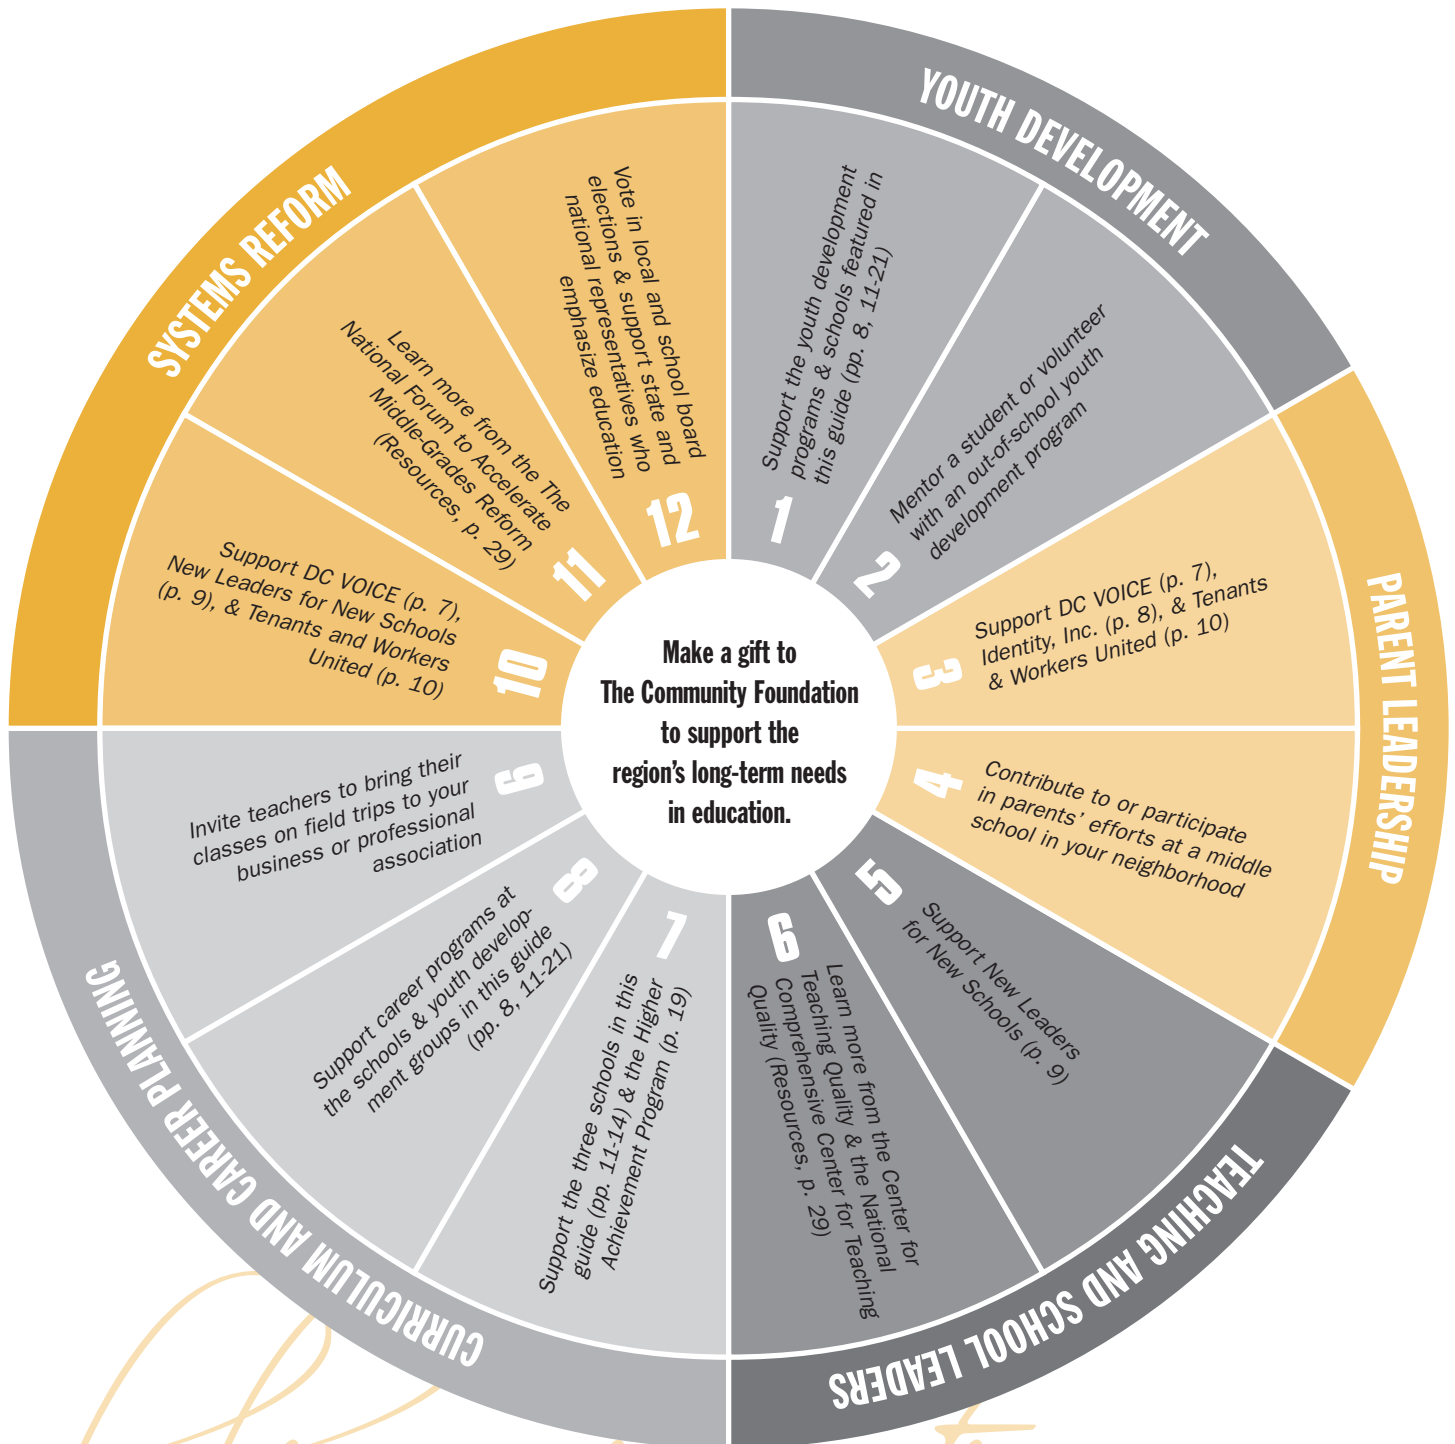 YOUTH DEVELOPMENT
Support the youth development
programs & schools featured in
this guide (pp. 8, 11-21)
1
Mentor a student or volunteer
with an out-of-school youth
development program
2
PARENT LEADERSHIP
Support DC VOICE (p. 7),
Identity, Inc. (p. 8), & Tenants
& Workers United (p. 10)
3
Contribute to or participate
in parents' efforts at a middle
school in your neighborhood
4
TEACHING AND SCHOOL LEADERS
Support New Leaders
for New Schools (p. 9)
5
Learn more from the Center for
Teaching Quality & the National
Comprehensive Center for Teaching
Quality (Resources, p. 29)
6
CURRICULUM AND CAREER PLANNING
Support the three schools in this
guide (pp. 11-14) & the Higher
Achievement Program (p. 19)
7
Support career programs at
the schools & youth develop-
ment groups in this guide
(pp. 8, 11-21)
8
Invite teachers to bring their
classes on field trips to your
business or professional
association
9
SYSTEMS REFORM
Support DC VOICE (p. 7),
New Leaders for New Schools
(p. 9), & Tenants and Workers
United (p. 10)
10
Learn more from the The
National Forum to Accelerate
Middle-Grades Reform
(Resources, p. 29)
11
Vote in local and school board
elections & support state and
national representatives who
emphasize education
12
Make a gift to
The Community Foundation
to support the
region's long-term needs
in education.